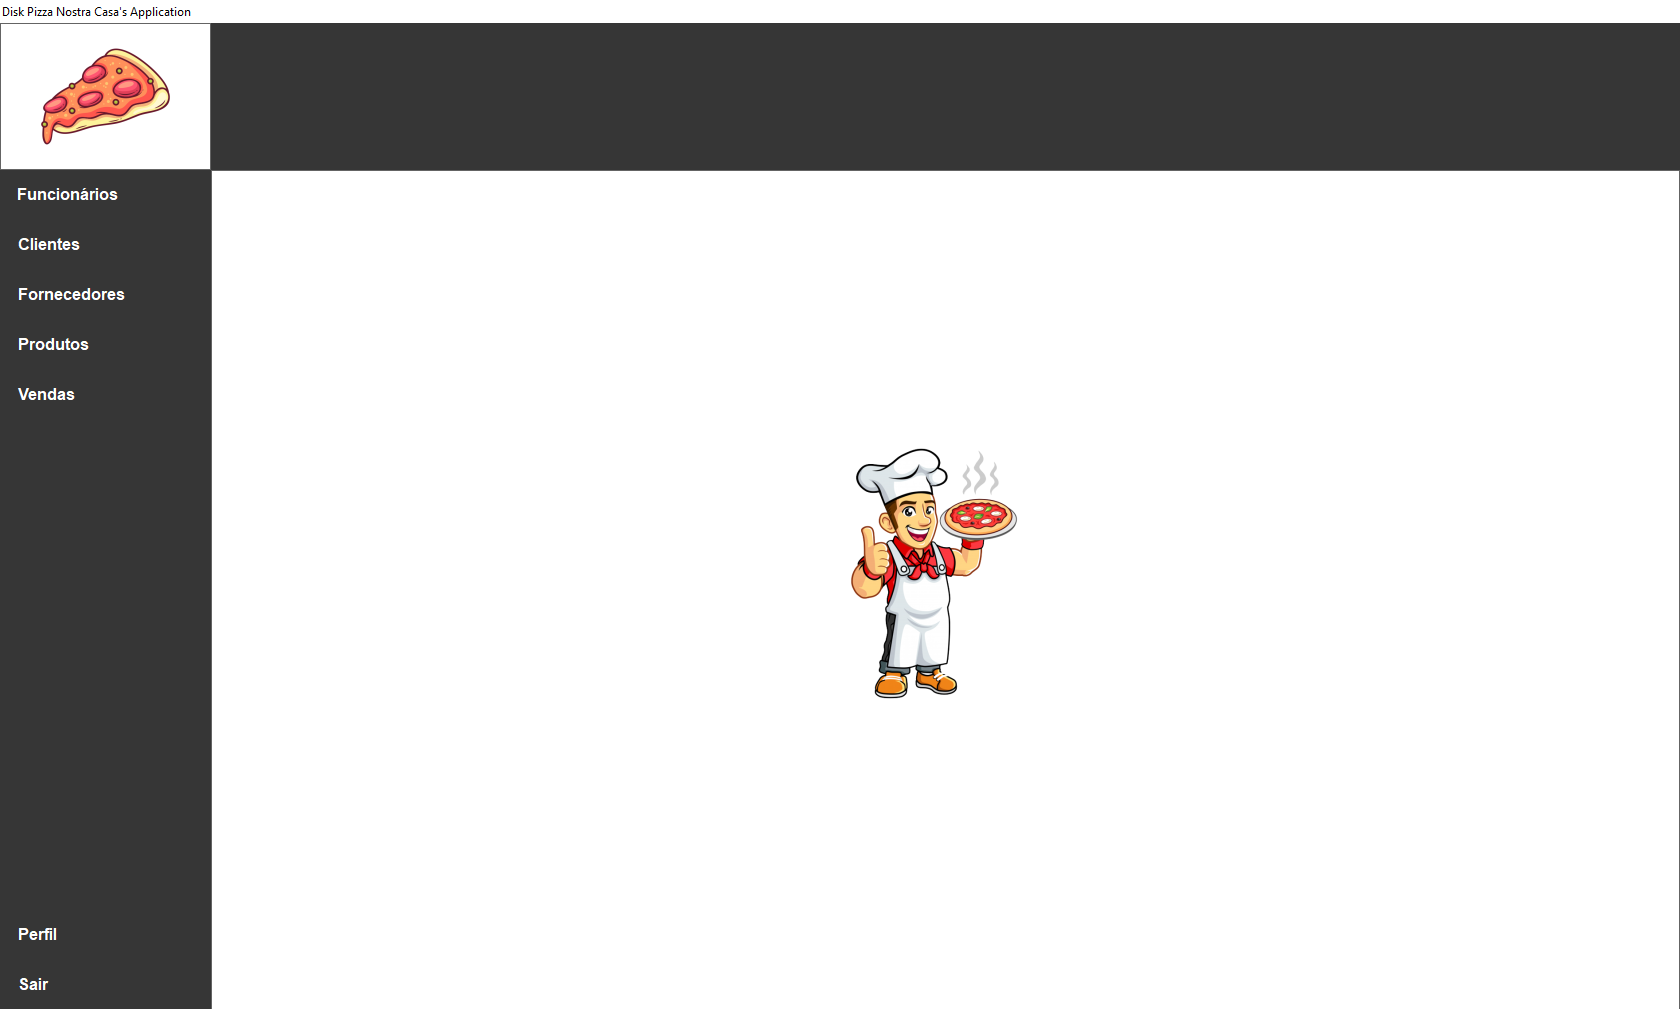 Disk Pizza Nostra Casa's Application
Funcionários
Clientes
Fornecedores
Produtos
Vendas
Perfil
Sair